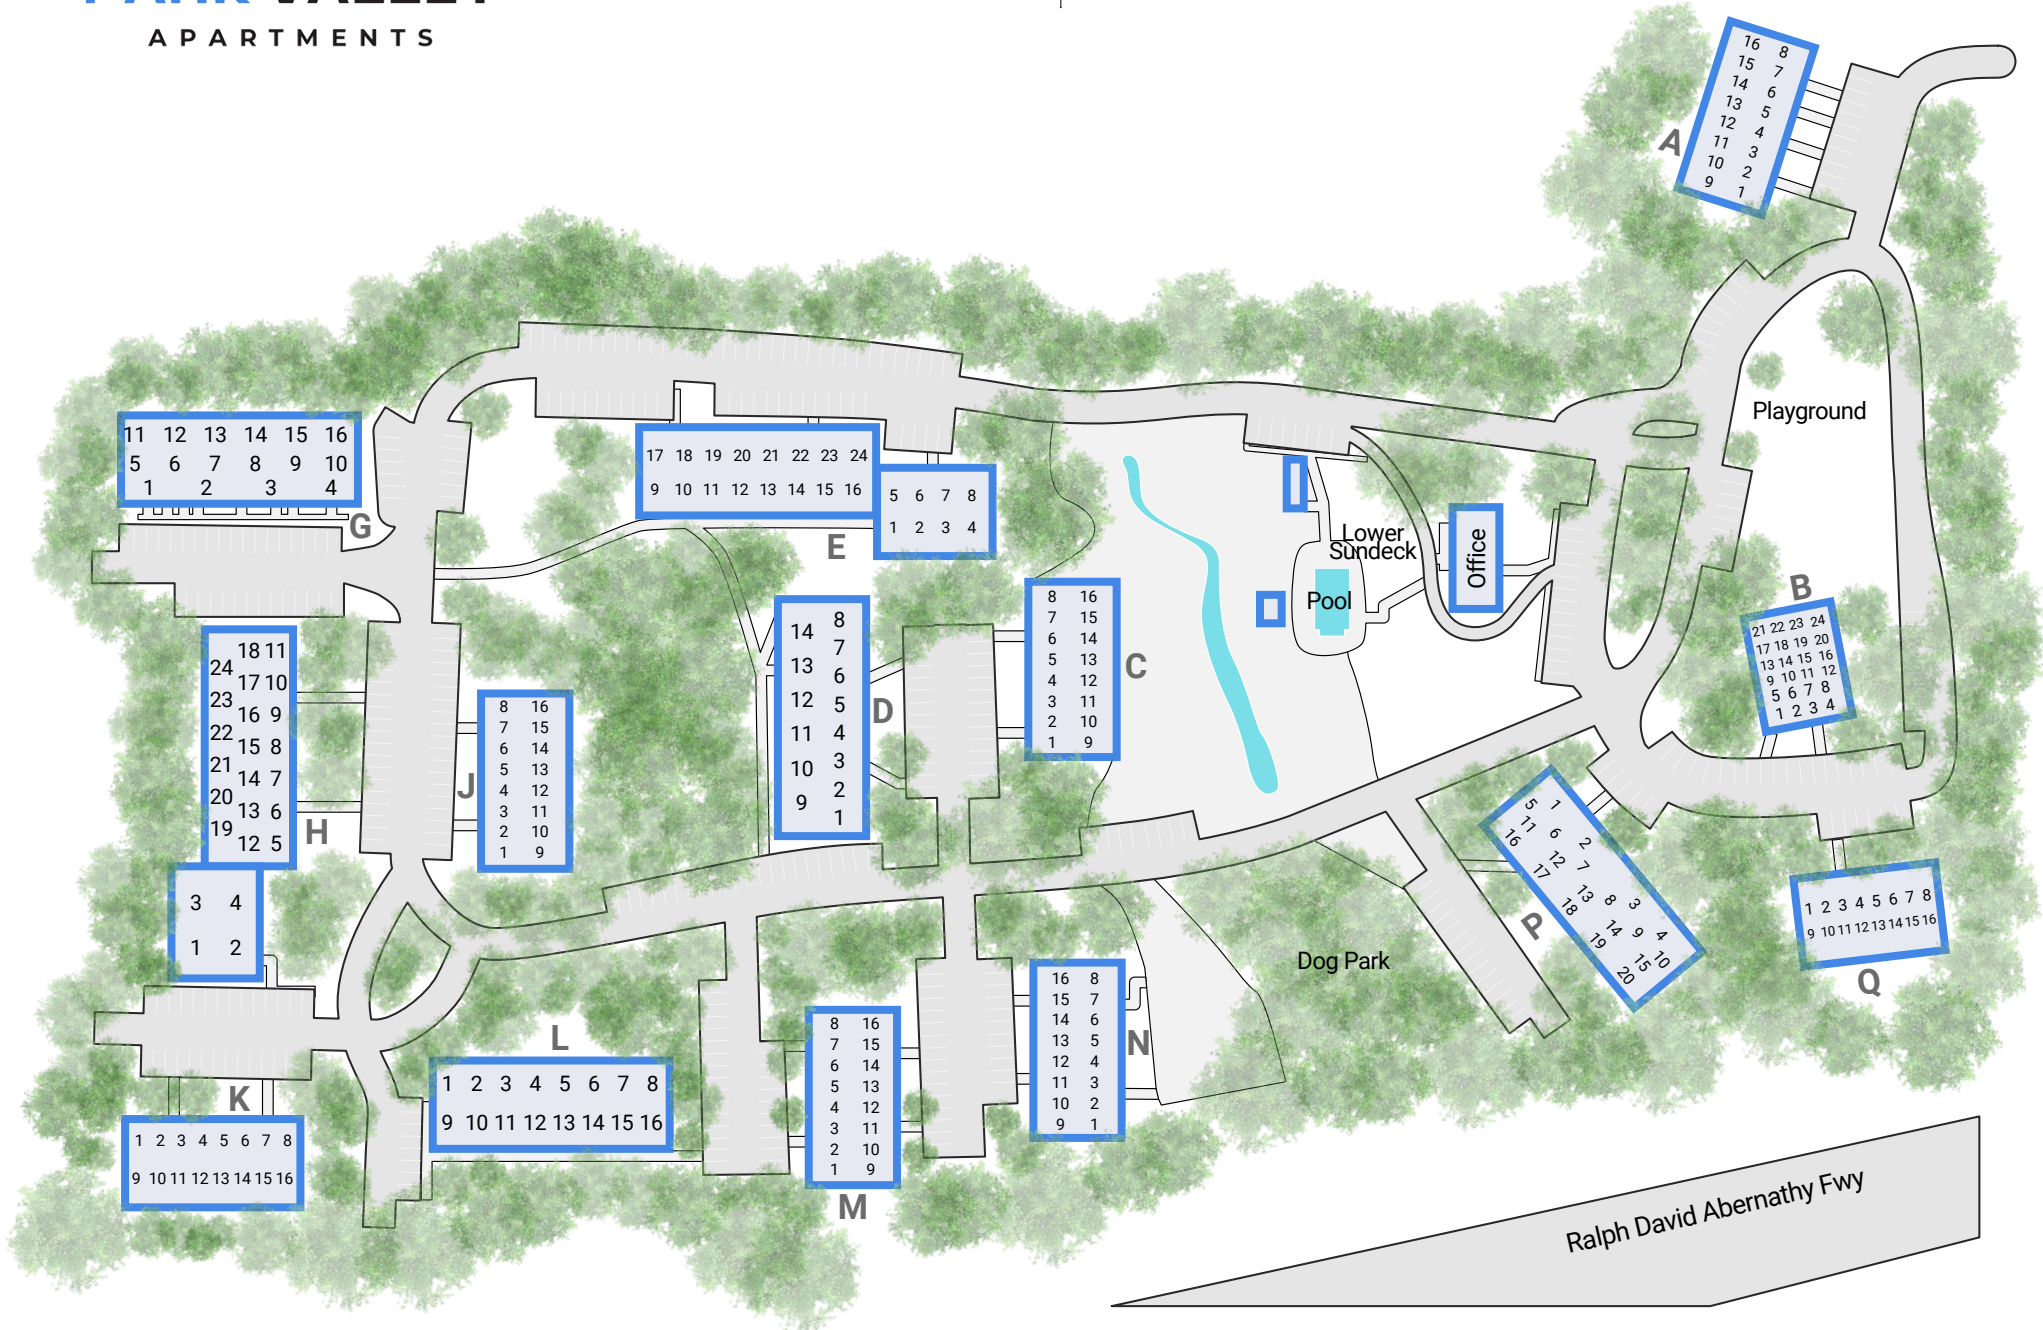 PARK VALLEY
APARTMENTS
16 8
15 7
14 6
13 5
12 4
11 3
10 2
9 1
A
Playground
11 12 13 14 15 16
5 6 7 8 9 10
1 2 3 4
G
17 18 19 20 21 22 23 24
9 10 11 12 13 14 15 16
5 6 7 8
1 2 3 4
E
Lower
Sundeck
Office
Pool
8 16
7 15
6 14
5 13
4 12
3 11
2 10
1 9
C
14
13
12
11
10
9
8
7
6
5
4
3
2
1
D
B
21 22 23 24
17 18 19 20
13 14 15 16
9 10 11 12
5 6 7 8
1 2 3 4
24
23
22
21
20
19
18 11
17 10
16 9
15 8
14 7
13 6
12 5
3 4
1 2
H
8 16
7 15
6 14
5 13
4 12
3 11
2 10
1 9
J
5 1
11 6 2
16 12 7
17 13 8 3
18 14 9 4
19 15 10
20
P
1 2 3 4 5 6 7 8
9 10 11 12 13 14 15 16
Q
Dog Park
16 8
15 7
14 6
13 5
12 4
11 3
10 2
9 1
N
L
1 2 3 4 5 6 7 8
9 10 11 12 13 14 15 16
8 16
7 15
6 14
5 13
4 12
3 11
2 10
1 9
M
K
1 2 3 4 5 6 7 8
9 10 11 12 13 14 15 16
Ralph David Abernathy Fwy